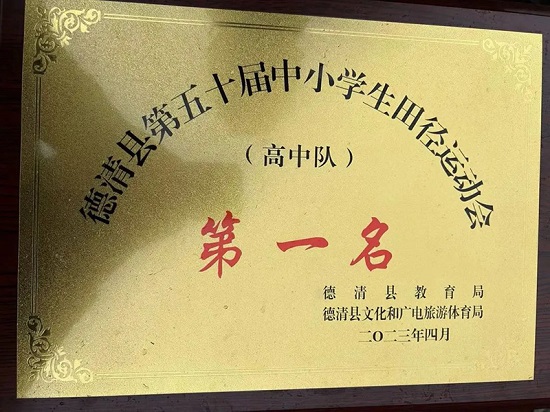 德清县第五十届中小学生田径运动会
（高中队）
第一名
德清县教育局
德清县文化和广电旅游体育局
二〇二三年四月